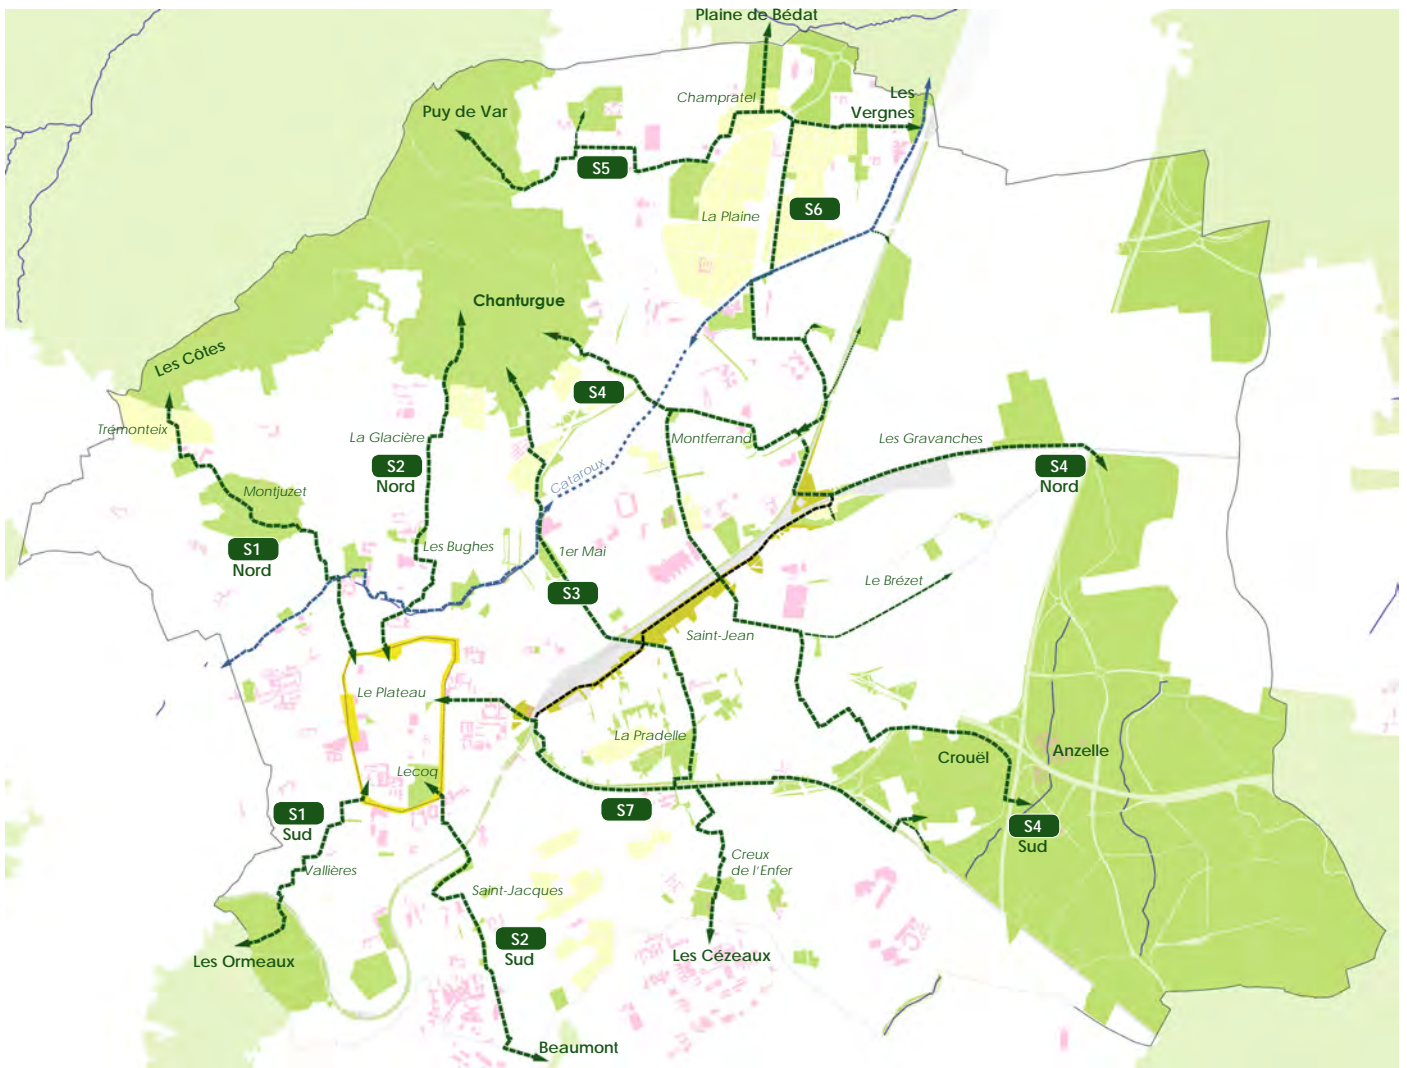 Plaine de Bédat
Champratel
Les
Vergnes
Puy de Var
S5
La Plaine
S6
Chanturgue
Les Côtes
S4
Trémonteix
La Glacière
Montferrand
Les Gravanches
S2
Nord
S4
Nord
Cataroux
Montjuzet
S1
Nord
Les Bughes
1er Mai
Le Brézet
S3
Saint-Jean
Le Plateau
La Pradelle
Crouël
Anzelle
Lecoq
S1
Sud
S7
S4
Sud
Vallières
Creux
de l'Enfer
Saint-Jacques
S2
Sud
Les Ormeaux
Les Cézeaux
Beaumont